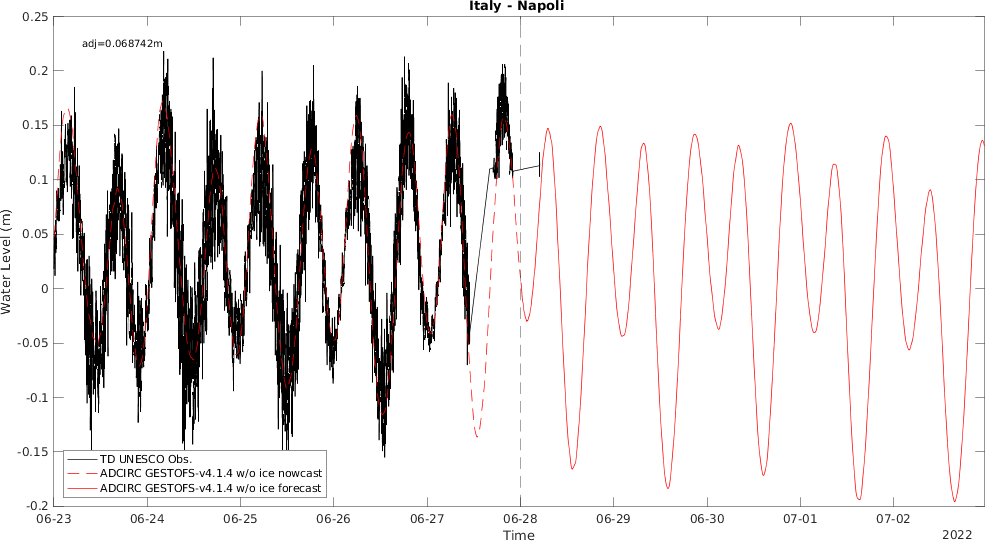 Italy - Napoli
adj=0.068742m
0.25
0.2
0.15
0.1
0.05
0
-0.05
-0.1
-0.15
-0.2
Water Level (m)
TD UNESCO Obs.
ADCIRC GESTOFS-v4.1.4 w/o ice nowcast
ADCIRC GESTOFS-v4.1.4 w/o ice forecast
06-23 06-24 06-25 06-26 06-27 06-28 06-29 06-30 07-01 07-02
Time
2022